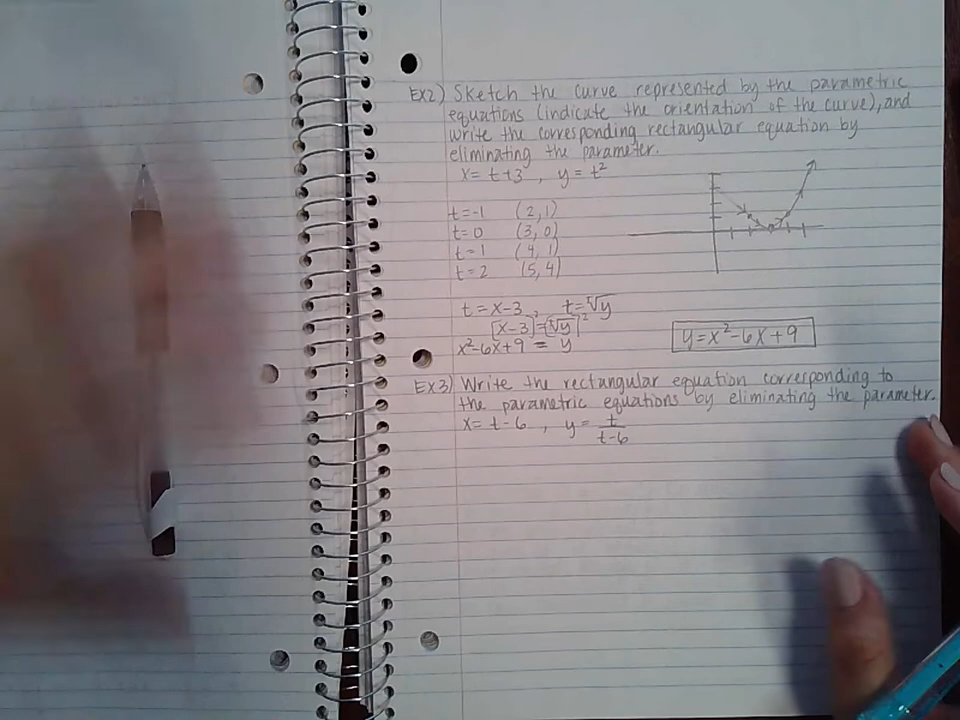 Ex2) Sketch the curve represented by the parametric
equations (indicate the orientation of the curve), and
write the corresponding rectangular equation by
eliminating the parameter.
x = t+3 , y = t²
t=-1 (2,1)
t=0 (3,0)
t=1 (4,1)
t=2 (5,4)
t=x-3 t=√y
[x-3]²=[√y]²
x²-6x+9 = y
y=x²-6x+9
Ex3) Write the rectangular equation corresponding to
the parametric equations by eliminating the parameter.
x= t-6 , y= t/(t-6)